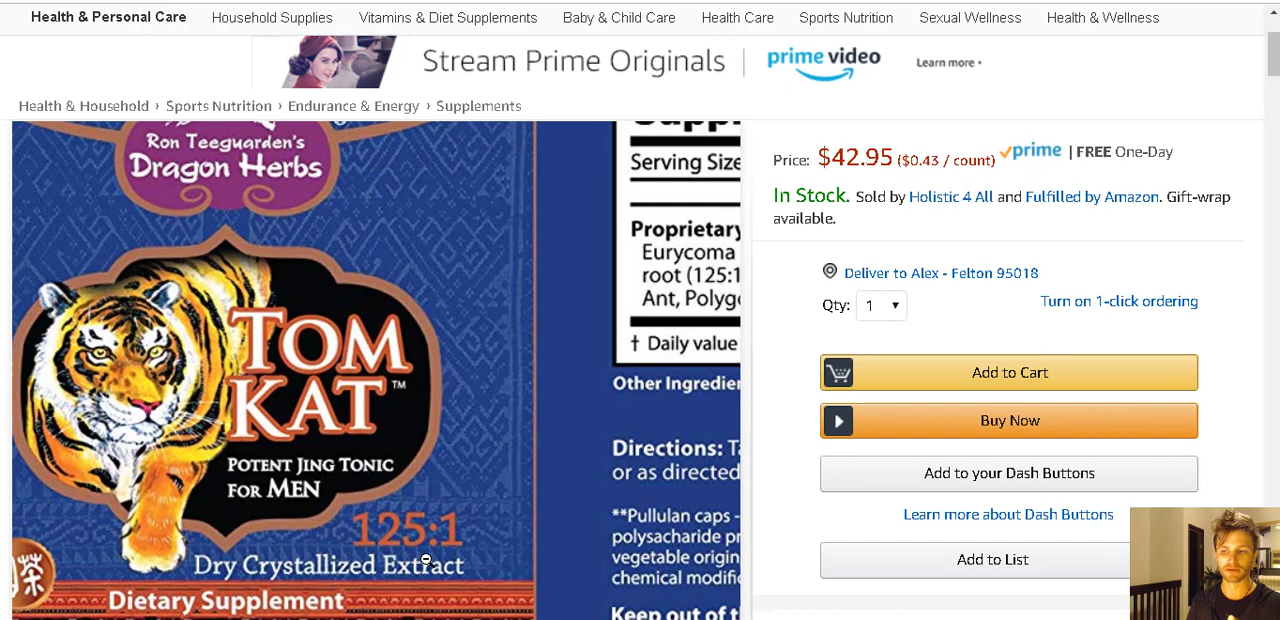 Health & Personal Care Household Supplies Vitamins & Diet Supplements Baby & Child Care Health Care Sports Nutrition Sexual Wellness Health & Wellness
Stream Prime Originals | prime video Learn more ›
Health & Household › Sports Nutrition › Endurance & Energy › Supplements
Ron Teeguarden's
Dragon Herbs
TOM
KAT™
POTENT JING TONIC
FOR MEN
125:1
Dry Crystallized Extract
Dietary Supplement
Serving Size
Proprietary
Eurycoma
root (125:1
Ant, Polyg
† Daily value
Other Ingredie
Directions: T
or as directed
**Pullulan caps -
polysacharide pr
vegetable origin
chemical modifi
Keep out of t
Price: $42.95 ($0.43 / count) prime | FREE One-Day
In Stock. Sold by Holistic 4 All and Fulfilled by Amazon. Gift-wrap
available.
Deliver to Alex - Felton 95018
Qty: 1
Turn on 1-click ordering
Add to Cart
Buy Now
Add to your Dash Buttons
Learn more about Dash Buttons
Add to List